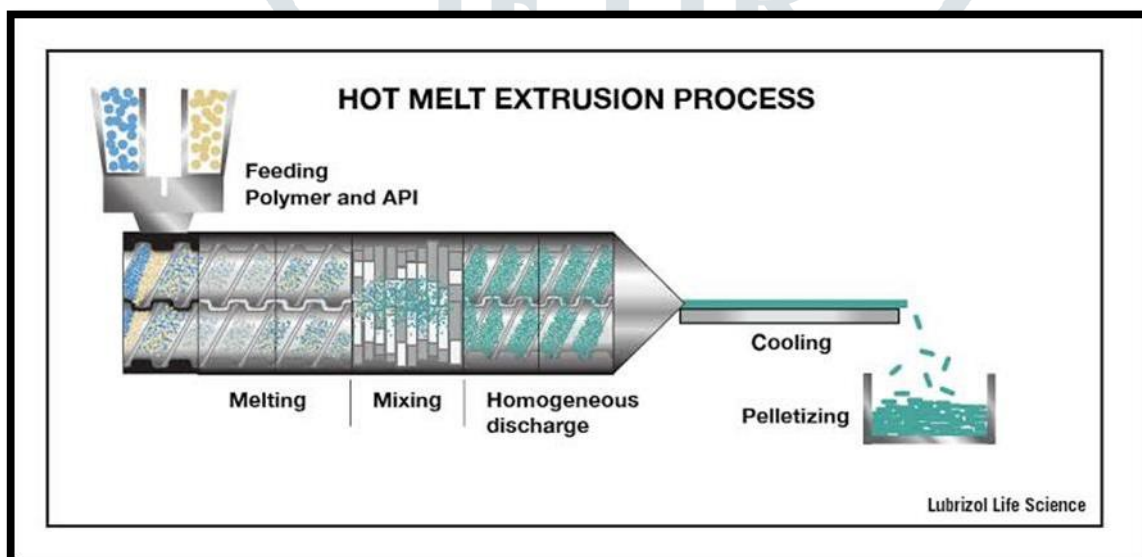 HOT MELT EXTRUSION PROCESS
Feeding
Polymer and API
Melting
Mixing
Homogeneous
discharge
Cooling
Pelletizing
Lubrizol Life Science